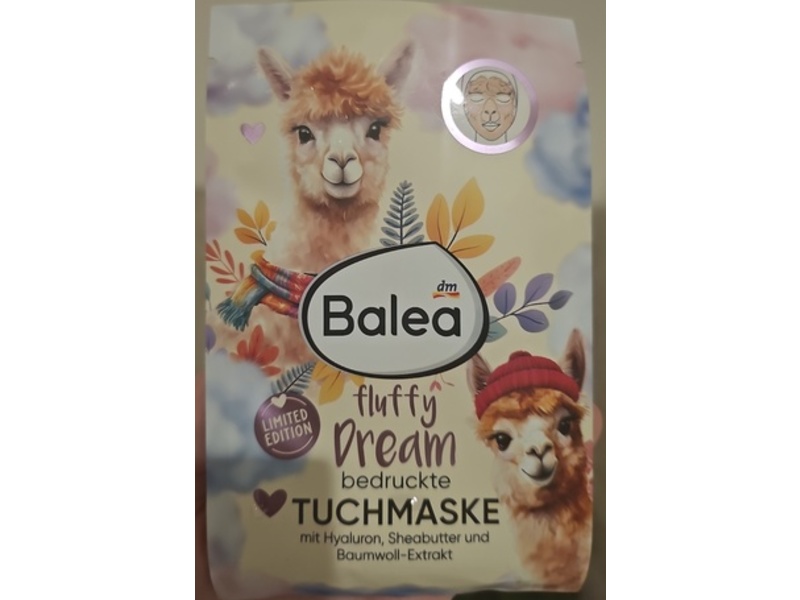 dm
Balea
LIMITED
EDITION
fluffy
Dream
bedruckte
TUCHMASKE
mit Hyaluron, Sheabutter und
Baumwoll-Extrakt